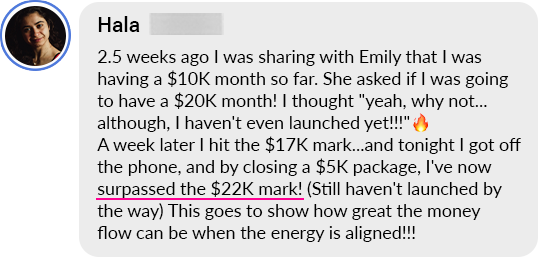 Hala
2.5 weeks ago I was sharing with Emily that I was
having a $10K month so far. She asked if I was going
to have a $20K month! I thought "yeah, why not...
although, I haven't even launched yet!!!"🔥
A week later I hit the $17K mark...and tonight I got off
the phone, and by closing a $5K package, I've now
surpassed the $22K mark! (Still haven't launched by
the way) This goes to show how great the money
flow can be when the energy is aligned!!!